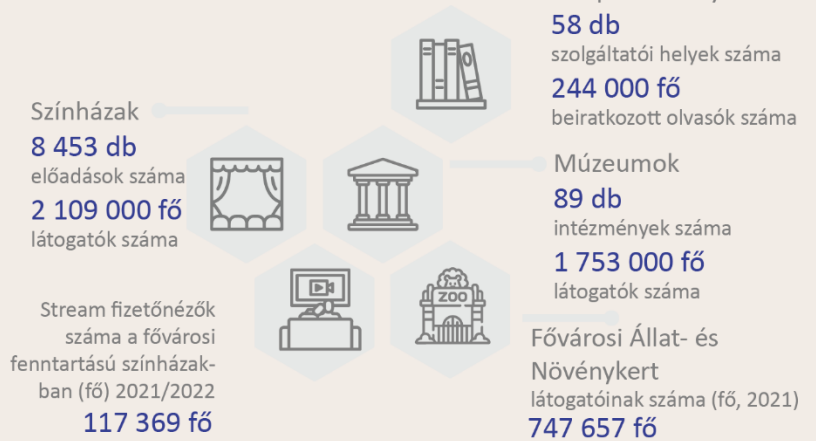 58 db
szolgáltatói helyek száma
244 000 fő
beiratkozott olvasók száma
Színházak
8 453 db
előadások száma
2 109 000 fő
látogatók száma
Múzeumok
89 db
intézmények száma
1 753 000 fő
látogatók száma
Stream fizetőnézők
száma a fővárosi
fenntartású színházak-
ban (fő) 2021/2022
117 369 fő
ZOO
Fővárosi Állat- és
Növénykert
látogatóinak száma (fő, 2021)
747 657 fő